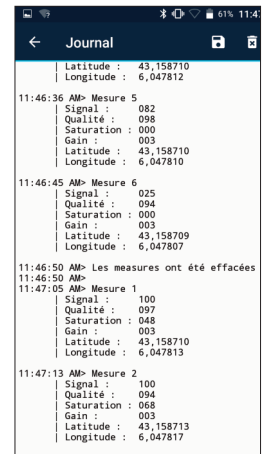 61% 11:47
Journal
| Latitude : 43,158710
| Longitude : 6,047812
11:46:36 AM> Mesure 5
| Signal : 082
| Qualité : 098
| Saturation : 000
| Gain : 003
| Latitude : 43,158710
| Longitude : 6,047810
11:46:45 AM> Mesure 6
| Signal : 025
| Qualité : 094
| Saturation : 000
| Gain : 003
| Latitude : 43,158709
| Longitude : 6,047807
11:46:50 AM> Les measures ont été effacées
11:46:50 AM>
11:47:05 AM> Mesure 1
| Signal : 100
| Qualité : 097
| Saturation : 048
| Gain : 003
| Latitude : 43,158710
| Longitude : 6,047813
11:47:13 AM> Mesure 2
| Signal : 100
| Qualité : 094
| Saturation : 068
| Gain : 003
| Latitude : 43,158713
| Longitude : 6,047817